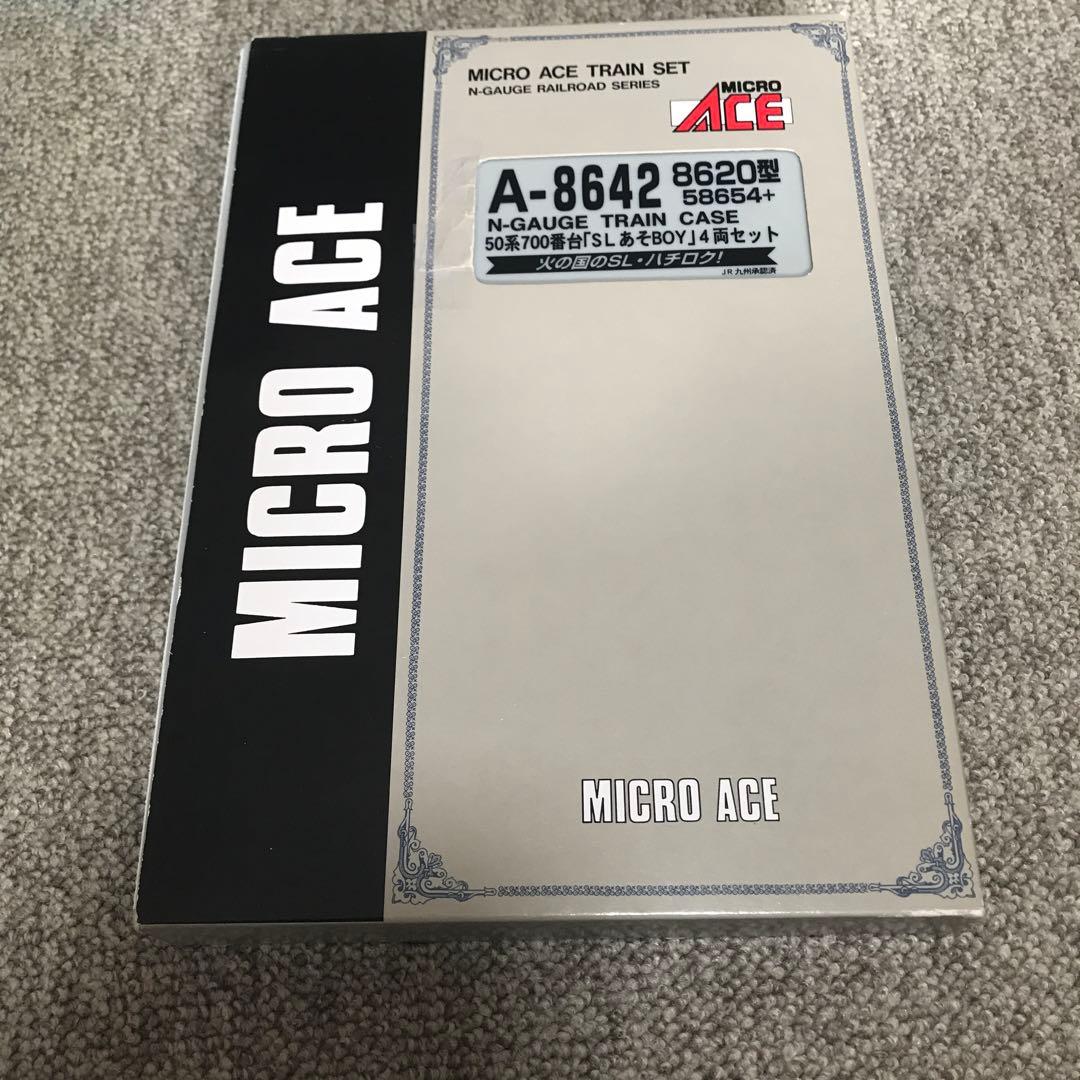 MICRO ACE
MICRO ACE TRAIN SET
N-GAUGE RAILROAD SERIES
MICRO
ACE
A-8642 8620型
58654+
N-GAUGE TRAIN CASE
50系700番台「SLあそBOY」4両セット
火の国のSL・ハチロク!
JR九州承認済
MICRO ACE